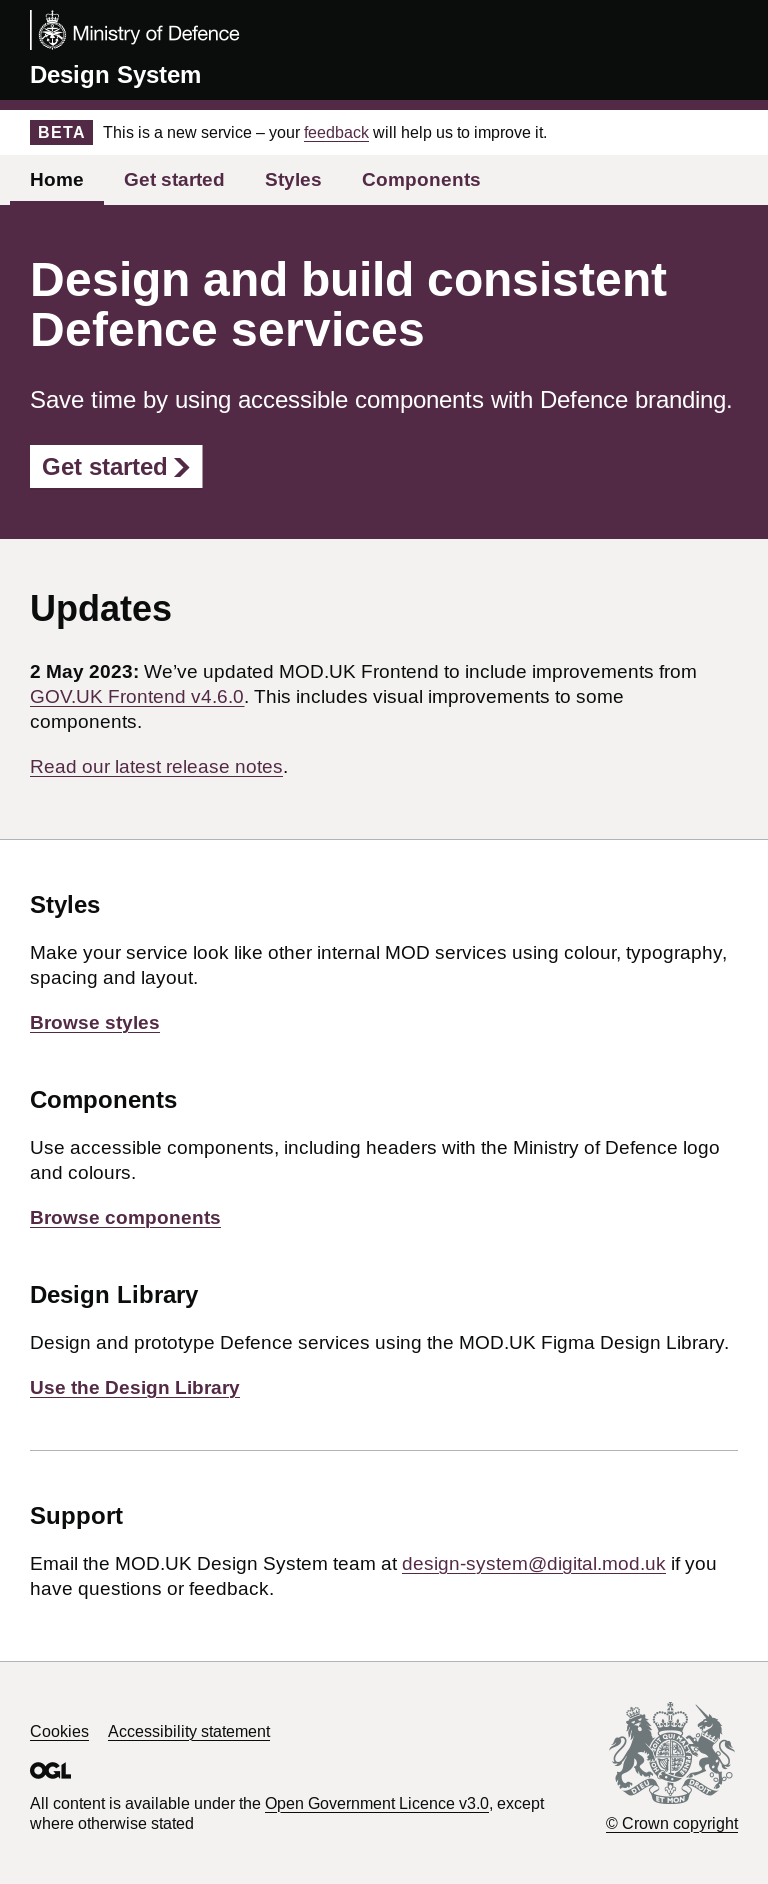 Ministry of Defence
Design System
BETA This is a new service – your feedback will help us to improve it.
Home Get started Styles Components
Design and build consistent
Defence services
Save time by using accessible components with Defence branding.
Get started
Updates
2 May 2023: We’ve updated MOD.UK Frontend to include improvements from
GOV.UK Frontend v4.6.0. This includes visual improvements to some
components.
Read our latest release notes.
Styles
Make your service look like other internal MOD services using colour, typography,
spacing and layout.
Browse styles
Components
Use accessible components, including headers with the Ministry of Defence logo
and colours.
Browse components
Design Library
Design and prototype Defence services using the MOD.UK Figma Design Library.
Use the Design Library
Support
Email the MOD.UK Design System team at design-system@digital.mod.uk if you
have questions or feedback.
Cookies Accessibility statement
OGL
All content is available under the Open Government Licence v3.0, except
where otherwise stated
DIEU ET MON DROIT
© Crown copyright